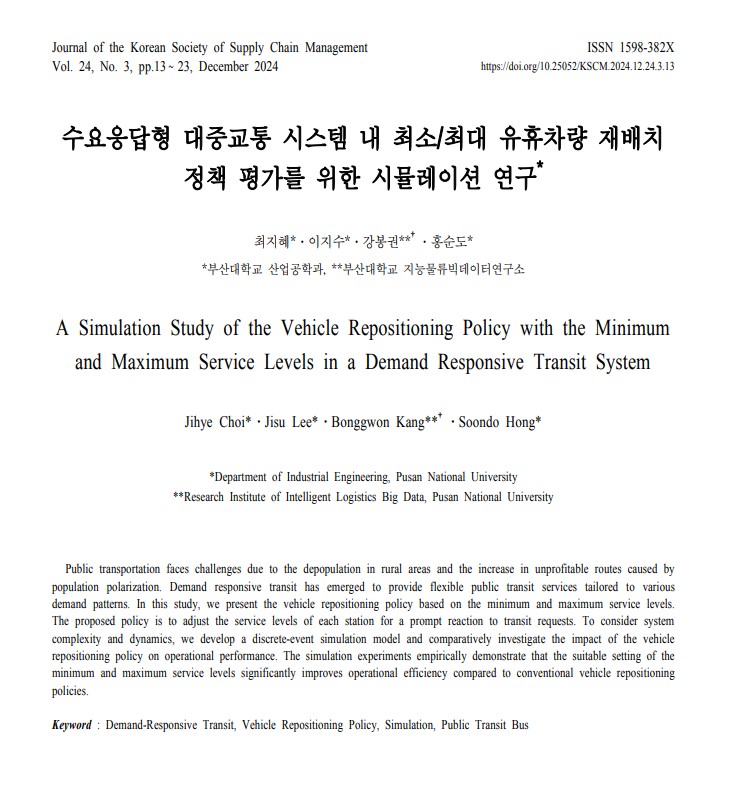 Journal of the Korean Society of Supply Chain Management ISSN 1598-382X
Vol. 24, No. 3, pp.13~23, December 2024 https://doi.org/10.25052/KSCM.2024.12.24.3.13
수요응답형 대중교통 시스템 내 최소/최대 유휴차량 재배치
정책 평가를 위한 시뮬레이션 연구*
최지혜*・이지수*・강봉권**†・홍순도*
*부산대학교 산업공학과, **부산대학교 지능물류빅데이터연구소
A Simulation Study of the Vehicle Repositioning Policy with the Minimum
and Maximum Service Levels in a Demand Responsive Transit System
Jihye Choi*・Jisu Lee*・Bonggwon Kang**†・Soondo Hong*
*Department of Industrial Engineering, Pusan National University
**Research Institute of Intelligent Logistics Big Data, Pusan National University
Public transportation faces challenges due to the depopulation in rural areas and the increase in unprofitable routes caused by
population polarization. Demand responsive transit has emerged to provide flexible public transit services tailored to various
demand patterns. In this study, we present the vehicle repositioning policy based on the minimum and maximum service levels.
The proposed policy is to adjust the service levels of each station for a prompt reaction to transit requests. To consider system
complexity and dynamics, we develop a discrete-event simulation model and comparatively investigate the impact of the vehicle
repositioning policy on operational performance. The simulation experiments empirically demonstrate that the suitable setting of the
minimum and maximum service levels significantly improves operational efficiency compared to conventional vehicle repositioning
policies.
Keyword : Demand-Responsive Transit, Vehicle Repositioning Policy, Simulation, Public Transit Bus